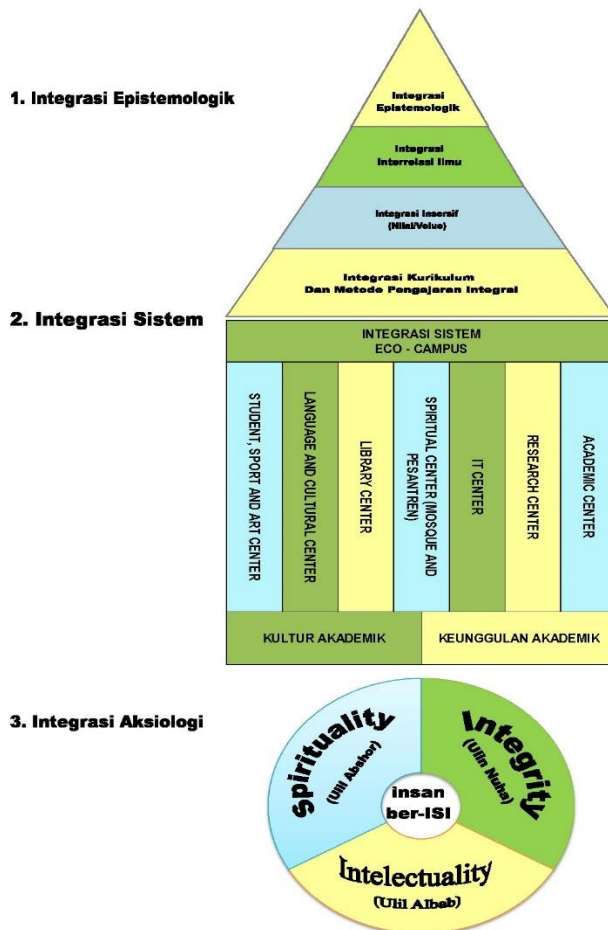 1. Integrasi Epistemologik
Integrasi
Epistemologik
Integrasi
Interrelasi Ilmu
Integrasi Insersif
(Nilai/Velue)
Integrasi Kurikulum
Dan Metode Pengajaran Integral
2. Integrasi Sistem
INTEGRASI SISTEM
ECO - CAMPUS
STUDENT, SPORT AND ART CENTER
LANGUAGE AND CULTURAL CENTER
LIBRARY CENTER
SPIRITUAL CENTER (MOSQUE AND
PESANTREN)
IT CENTER
RESEARCH CENTER
ACADEMIC CENTER
KULTUR AKADEMIK
KEUNGGULAN AKADEMIK
3. Integrasi Aksiologi
Spirituality
(Ulil Abshor)
Integrity
(Ulin Nuha)
insan
ber-ISI
Intelectuality
(Ulil Albab)